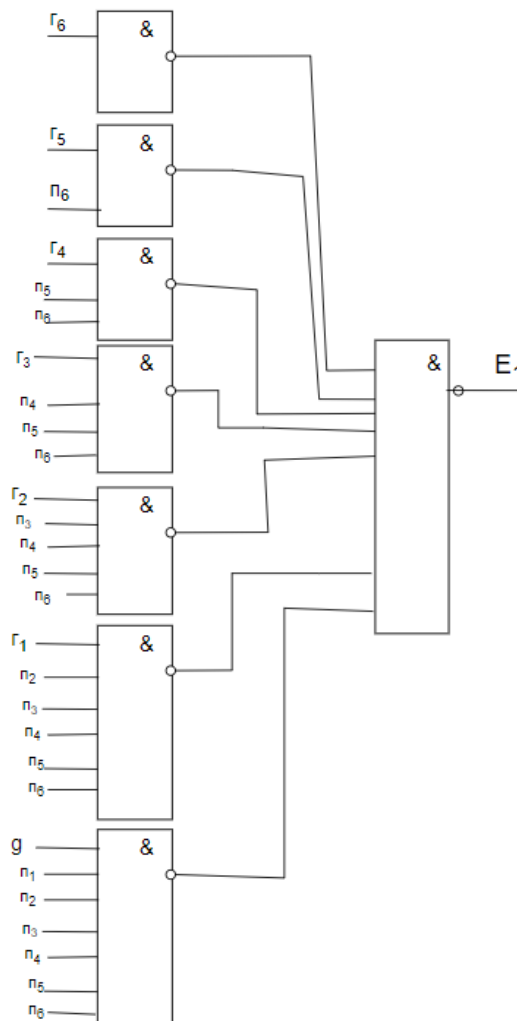 Г₆ &
&
Г₅
П₆
Г₄ &
П₅
П₆
Г₃ &
П₄
П₅
П₆
& E
Г₂ &
П₃
П₄
П₅
П₆
Г₁ &
П₂
П₃
П₄
П₅
П₆
g &
П₁
П₂
П₃
П₄
П₅
П₆